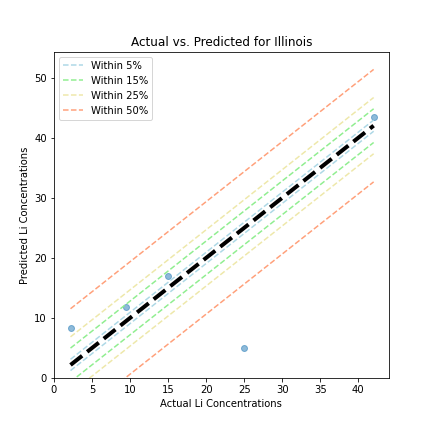 Actual vs. Predicted for Illinois
Within 5%
Within 15%
Within 25%
Within 50%
Predicted Li Concentrations
50
40
30
20
10
0
0 5 10 15 20 25 30 35 40
Actual Li Concentrations